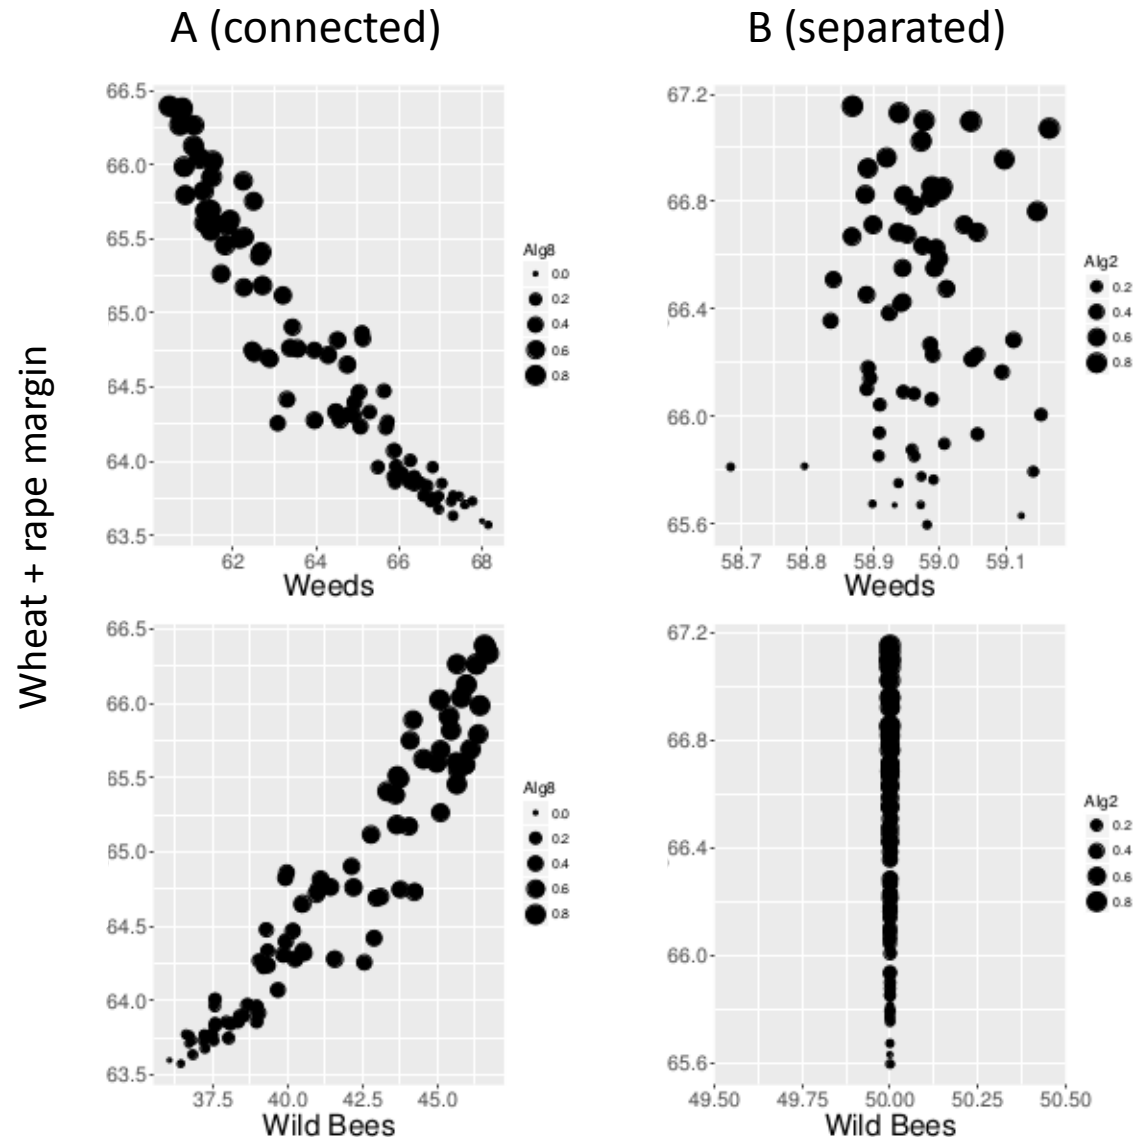 A (connected)
B (separated)
Wheat + rape margin
66.5
66.0
65.5
65.0
64.5
64.0
63.5
62 64 66 68
Weeds
Alg8
0.0
0.2
0.4
0.6
0.8
67.2
66.8
66.4
66.0
65.6
58.7 58.8 58.9 59.0 59.1
Weeds
Alg2
0.2
0.4
0.6
0.8
66.5
66.0
65.5
65.0
64.5
64.0
63.5
37.5 40.0 42.5 45.0
Wild Bees
Alg8
0.0
0.2
0.4
0.6
0.8
67.2
66.8
66.4
66.0
65.6
49.50 49.75 50.00 50.25 50.50
Wild Bees
Alg2
0.2
0.4
0.6
0.8